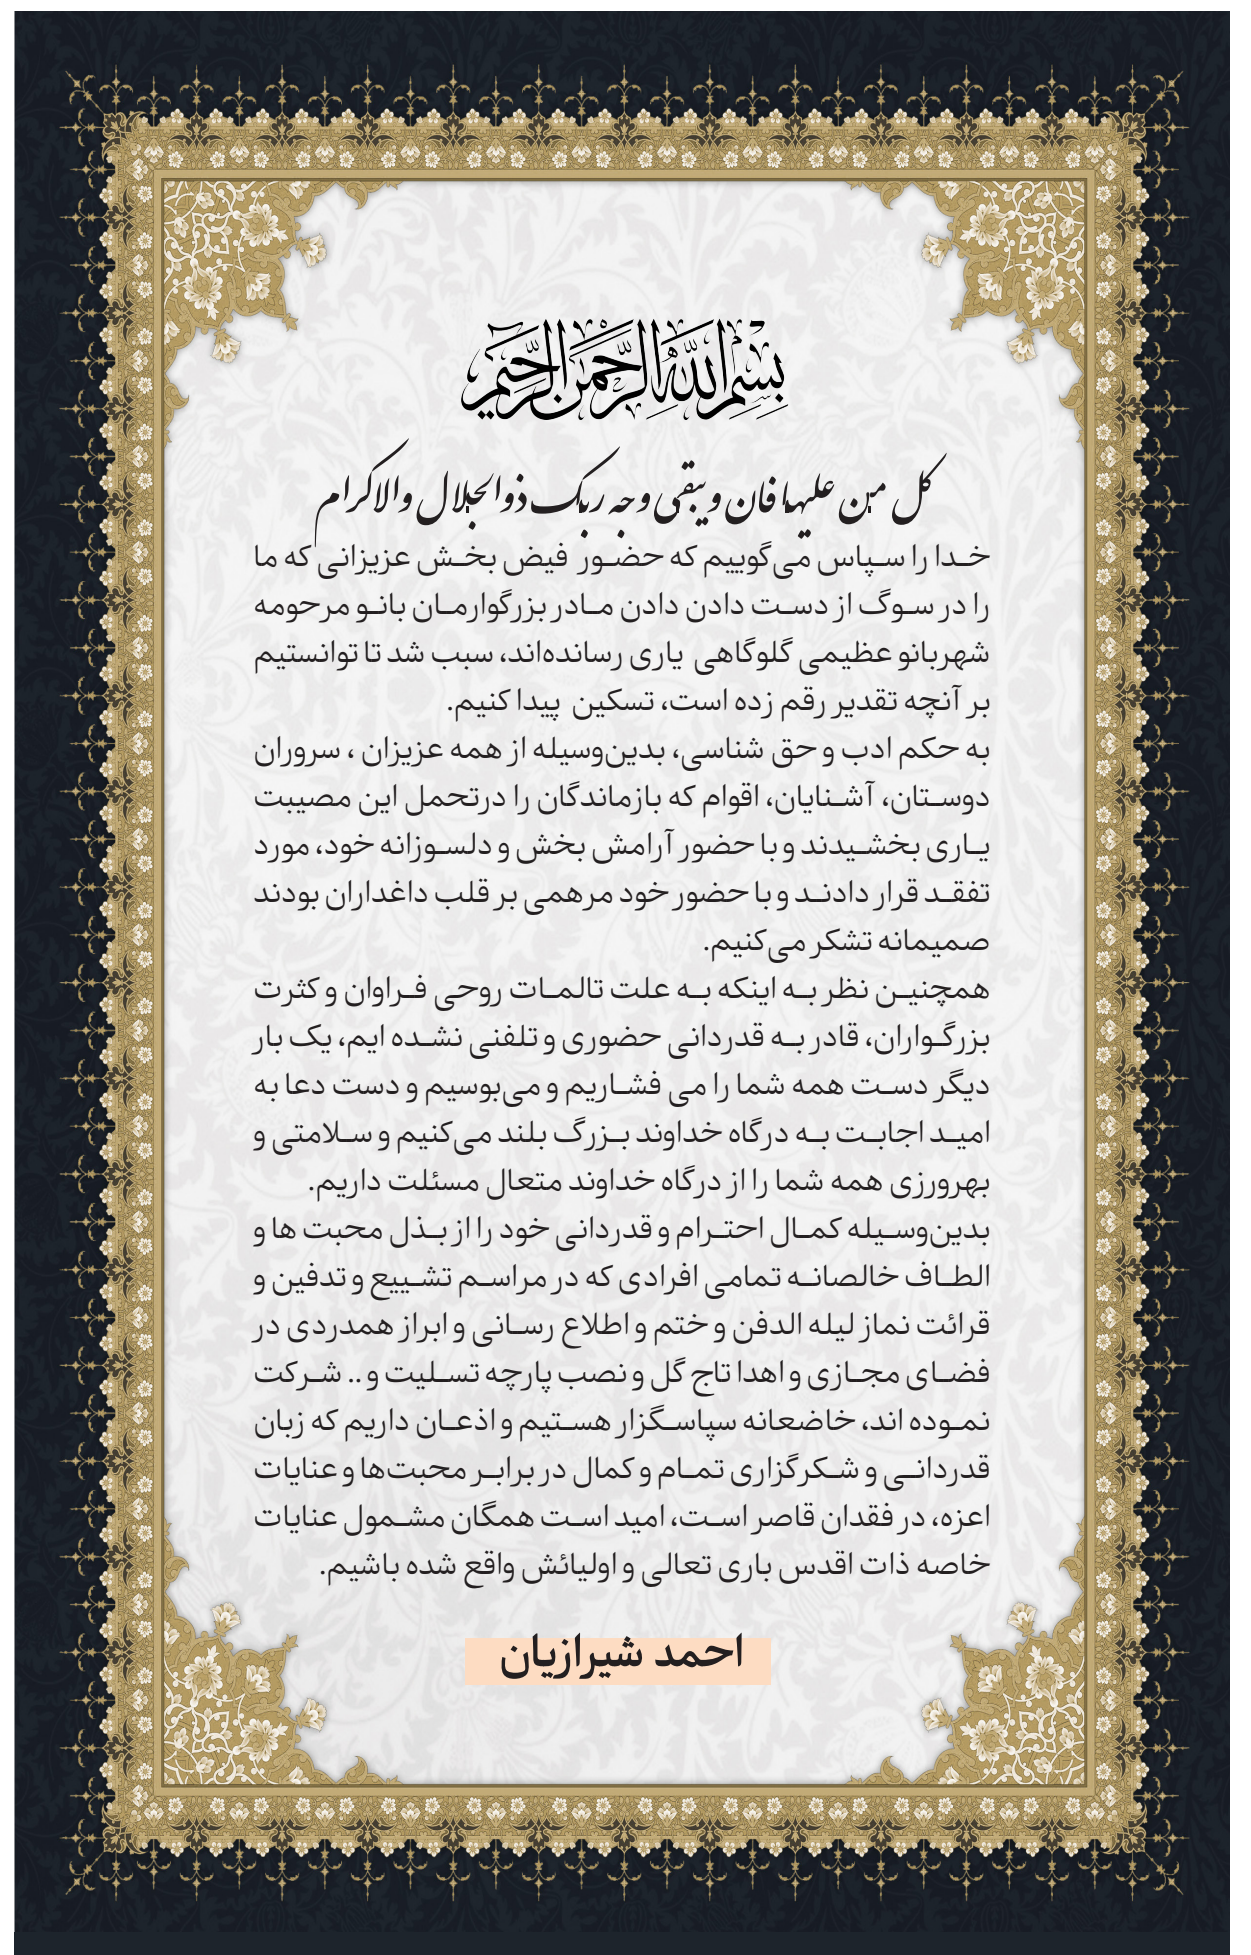 بسم الله الرحمن الرحیم
کل من علیها فان و یبقی وجه ربک ذوالجلال والاکرام
خدا را سپاس می‌گوییم که حضور فیض بخش عزیزانی که ما
را در سوگ از دست دادن دادن مادر بزرگوارمان بانو مرحومه
شهربانو عظیمی گلوگاهی یاری رسانده‌اند، سبب شد تا توانستیم
بر آنچه تقدیر رقم زده است، تسکین پیدا کنیم.
به حکم ادب و حق شناسی، بدین‌وسیله از همه عزیزان ، سروران
دوستان، آشنایان، اقوام که بازماندگان را درتحمل این مصیبت
یاری بخشیدند و با حضور آرامش بخش و دلسوزانه خود، مورد
تفقد قرار دادند و با حضور خود مرهمی بر قلب داغداران بودند
صمیمانه تشکر می‌کنیم.
همچنین نظر به اینکه به علت تالمات روحی فراوان و کثرت
بزرگواران، قادر به قدردانی حضوری و تلفنی نشده ایم، یک بار
دیگر دست همه شما را می فشاریم و می‌بوسیم و دست دعا به
امید اجابت به درگاه خداوند بزرگ بلند می‌کنیم و سلامتی و
بهرورزی همه شما را از درگاه خداوند متعال مسئلت داریم.
بدین‌وسیله کمال احترام و قدردانی خود را از بذل محبت ها و
الطاف خالصانه تمامی افرادی که در مراسم تشییع و تدفین و
قرائت نماز لیله الدفن و ختم و اطلاع رسانی و ابراز همدردی در
فضای مجازی و اهدا تاج گل و نصب پارچه تسلیت و .. شرکت
نموده اند، خاضعانه سپاسگزار هستیم و اذعان داریم که زبان
قدردانی و شکرگزاری تمام و کمال در برابر محبت‌ها و عنایات
اعزه، در فقدان قاصر است، امید است همگان مشمول عنایات
خاصه ذات اقدس باری تعالی و اولیائش واقع شده باشیم.
احمد شیرازیان